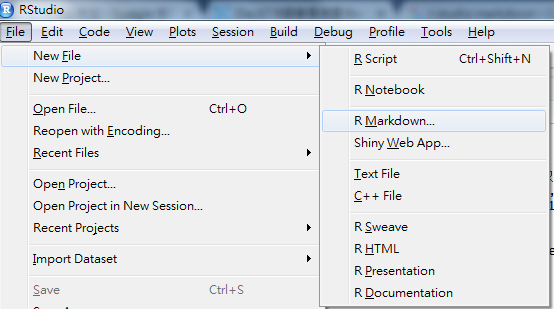 RStudio
File Edit Code View Plots Session Build Debug Profile Tools Help
New File
New Project...
Open File... Ctrl+O
Reopen with Encoding...
Recent Files
Open Project...
Open Project in New Session...
Recent Projects
Import Dataset
Save Ctrl+S
R Script Ctrl+Shift+N
R Notebook
R Markdown...
Shiny Web App...
Text File
C++ File
R Sweave
R HTML
R Presentation
R Documentation